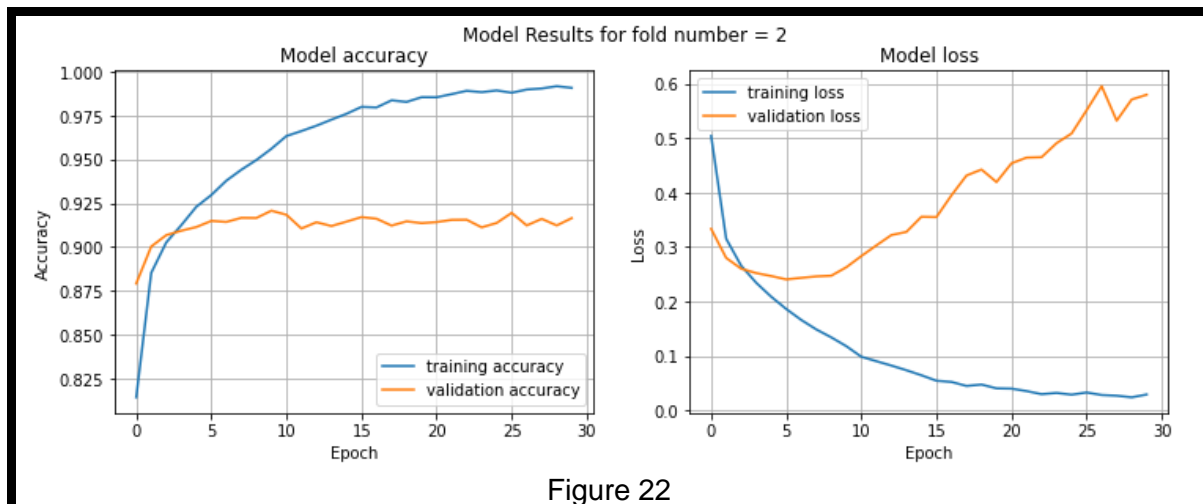 Model Results for fold number = 2
Model accuracy
1.000
0.975
0.950
0.925
0.900
0.875
0.850
0.825
Accuracy
training accuracy
validation accuracy
0 5 10 15 20 25 30
Epoch
Model loss
training loss
validation loss
0.6
0.5
0.4
0.3
0.2
0.1
0.0
Loss
0 5 10 15 20 25 30
Epoch
Figure 22